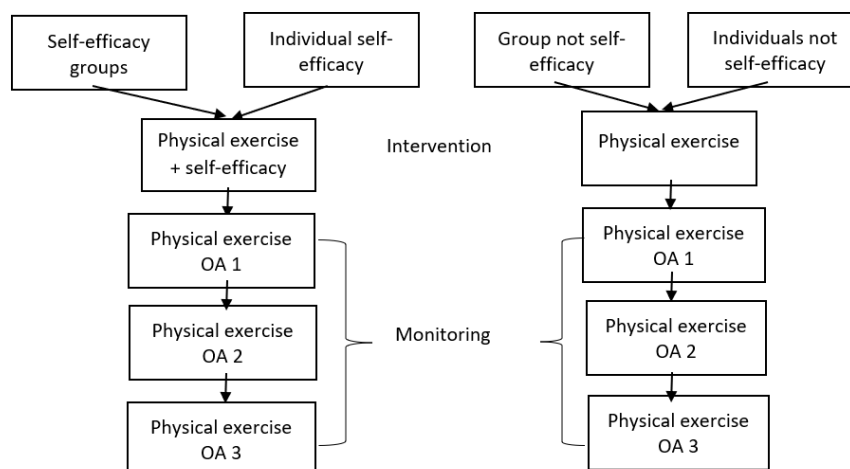 Self-efficacy
groups
Individual self-
efficacy
Group not self-
efficacy
Individuals not
self-efficacy
Physical exercise
+ self-efficacy
Intervention
Physical exercise
Physical exercise
OA 1
Physical exercise
OA 1
Physical exercise
OA 2
Monitoring
Physical exercise
OA 2
Physical exercise
OA 3
Physical exercise
OA 3